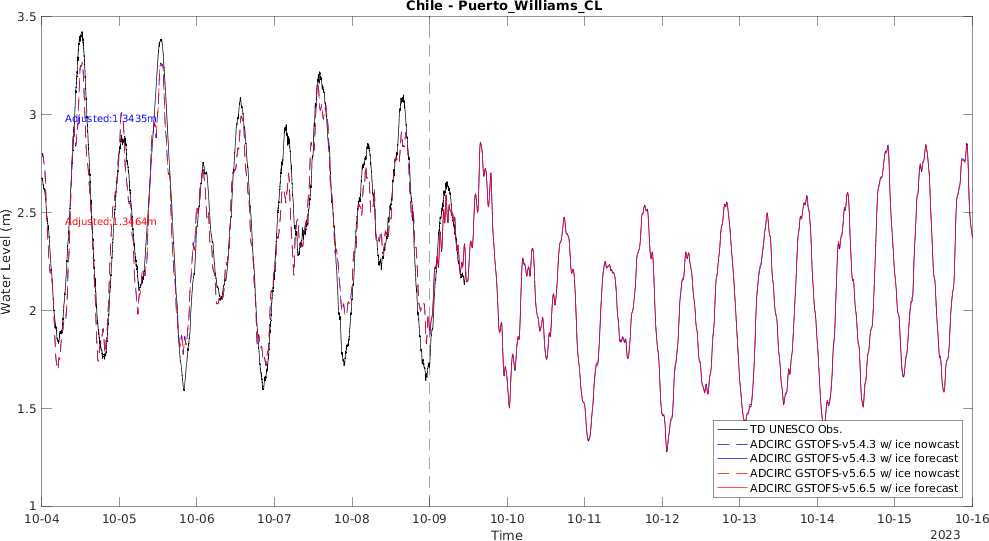 Chile - Puerto_Williams_CL
3.5
3
2.5
2
1.5
1
Water Level (m)
Adjusted:1.3435m
Adjusted:1.3464m
TD UNESCO Obs.
ADCIRC GSTOFS-v5.4.3 w/ ice nowcast
ADCIRC GSTOFS-v5.4.3 w/ ice forecast
ADCIRC GSTOFS-v5.6.5 w/ ice nowcast
ADCIRC GSTOFS-v5.6.5 w/ ice forecast
10-04 10-05 10-06 10-07 10-08 10-09 10-10 10-11 10-12 10-13 10-14 10-15 10-16
Time
2023